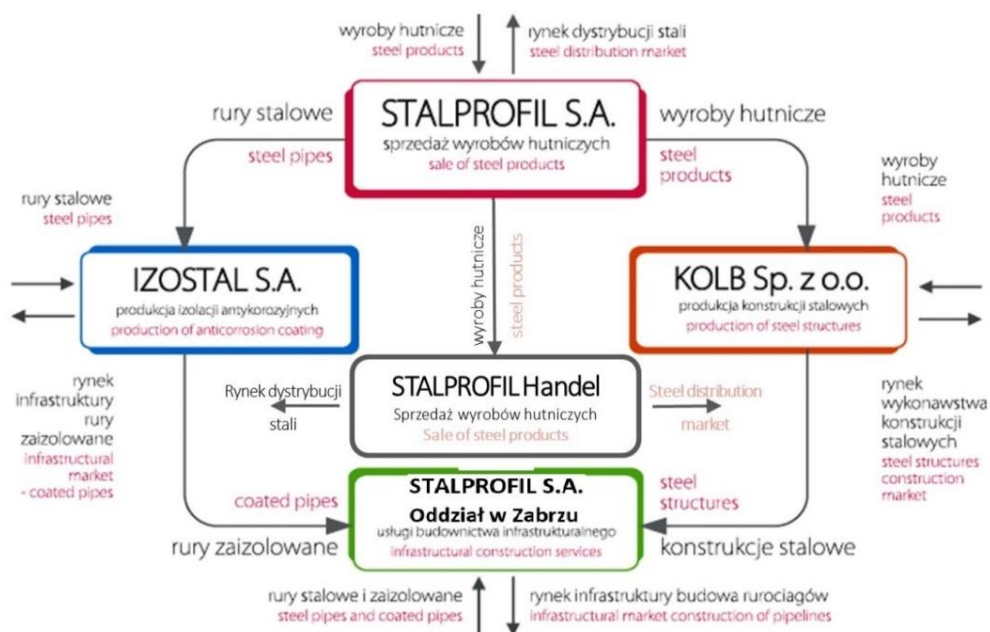 wyroby hutnicze
steel products
rynek dystrybucji stali
steel distribution market
STALPROFIL S.A.
sprzedaż wyrobów hutniczych
sale of steel products
rury stalowe
steel pipes
wyroby hutnicze
steel
products
rury stalowe
steel pipes
wyroby
hutnicze
steel
products
IZOSTAL S.A.
produkcja izolacji antykorozyjnych
production of anticorrosion coating
wyroby hutnicze
steel products
KOLB Sp. z o.o.
produkcja konstrukcji stalowych
production of steel structures
STALPROFIL Handel
Sprzedaż wyrobów hutniczych
Sale of steel products
Rynek dystrybucji
stali
Steel distribution
market
rynek
infrastruktury
rury
zaizolowane
infrastructural
market
- coated pipes
rynek
wykonawstwa
konstrukcji
stalowych
steel structures
construction
market
coated pipes
rury zaizolowane
STALPROFIL S.A.
Oddział w Zabrzu
usługi budownictwa infrastrukturalnego
infrastructural construction services
steel
structures
konstrukcje stalowe
rury stalowe i zaizolowane
steel pipes and coated pipes
rynek infrastruktury budowa rurociągów
infrastructural market construction of pipelines